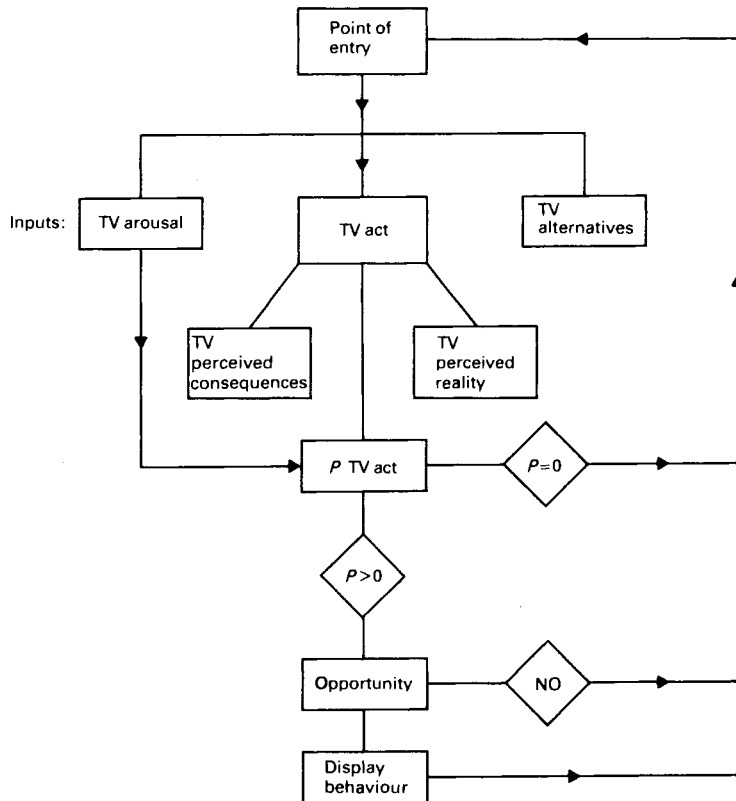 Point of
entry
Inputs:
TV arousal
TV act
TV
alternatives
TV
perceived
consequences
TV
perceived
reality
P TV act
P=0
P>0
Opportunity
NO
Display
behaviour